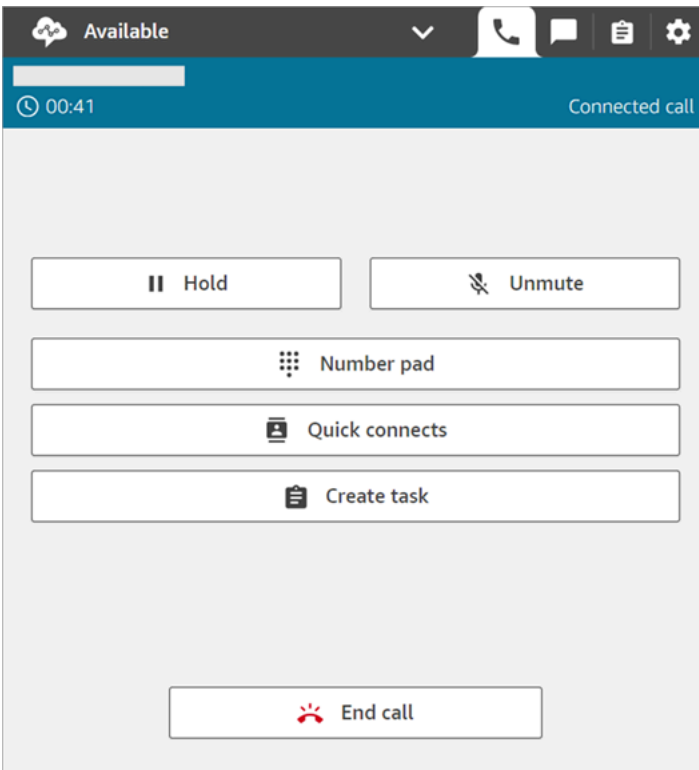 Available
00:41 Connected call
Hold Unmute
Number pad
Quick connects
Create task
End call